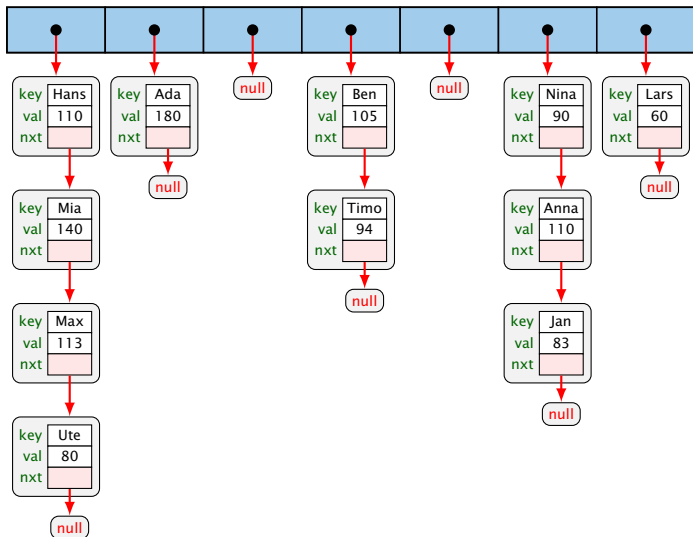 key Hans
val 110
nxt
key Ada
val 180
nxt
null
key Ben
val 105
nxt
null
key Nina
val 90
nxt
key Lars
val 60
nxt
null
key Mia
val 140
nxt
key Timo
val 94
nxt
null
key Anna
val 110
nxt
null
null
key Max
val 113
nxt
key Jan
val 83
nxt
null
key Ute
val 80
nxt
null